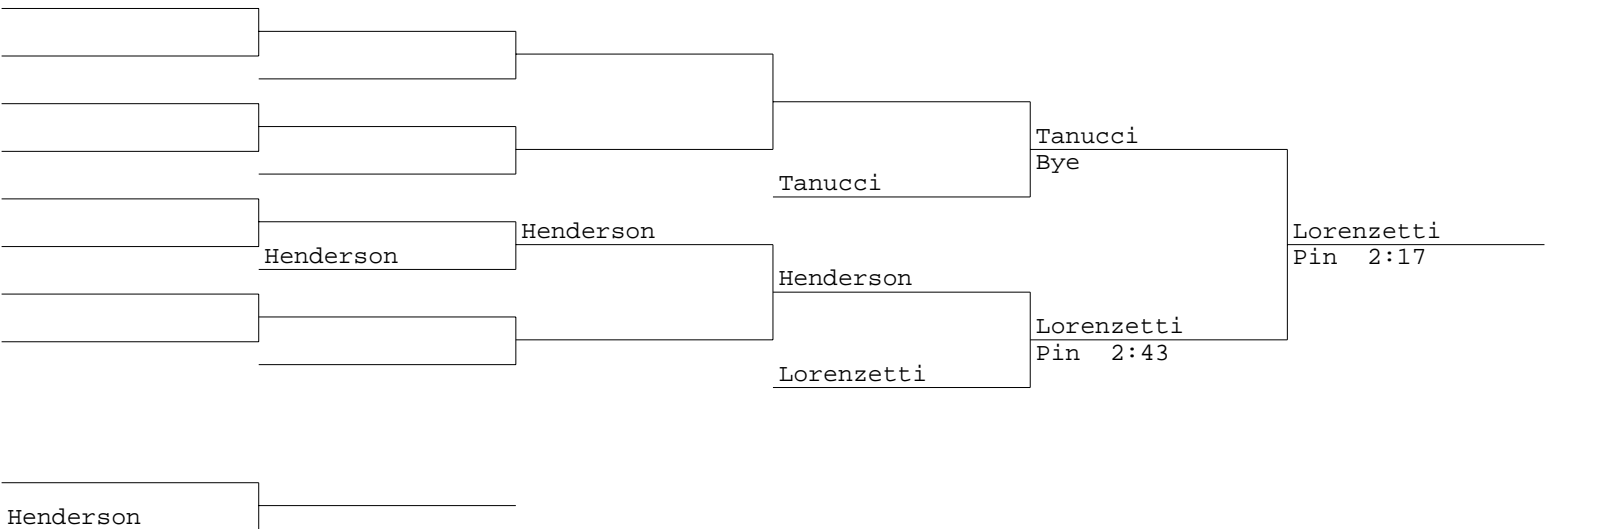 Tanucci
Bye
Tanucci
Henderson
Lorenzetti
Henderson
Pin  2:17
Henderson
Lorenzetti
Pin  2:43
Lorenzetti
Henderson